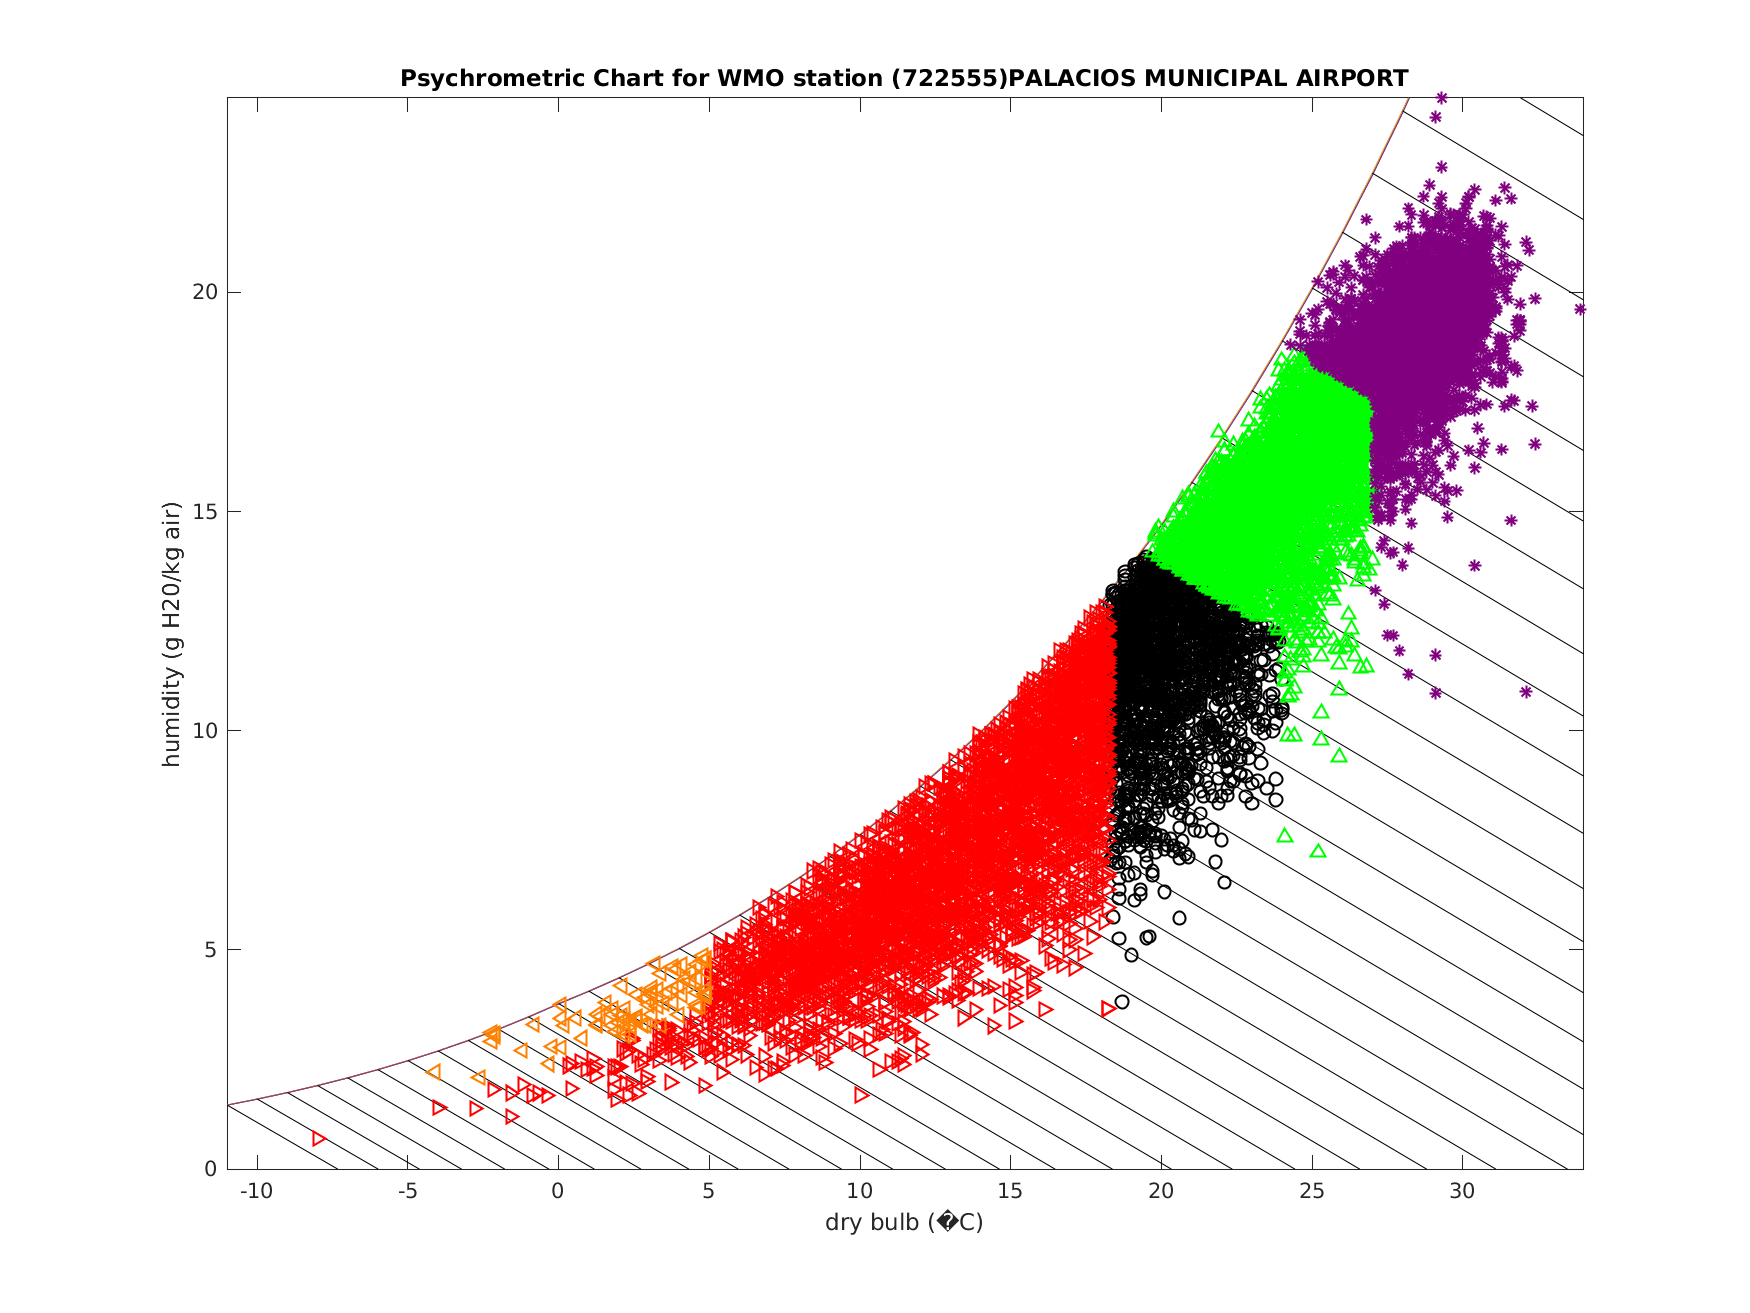 Psychrometric Chart for WMO station (722555)PALACIOS MUNICIPAL AIRPORT
humidity (g H20/kg air)
20
15
10
5
0
-10 -5 0 5 10 15 20 25 30
dry bulb (�C)